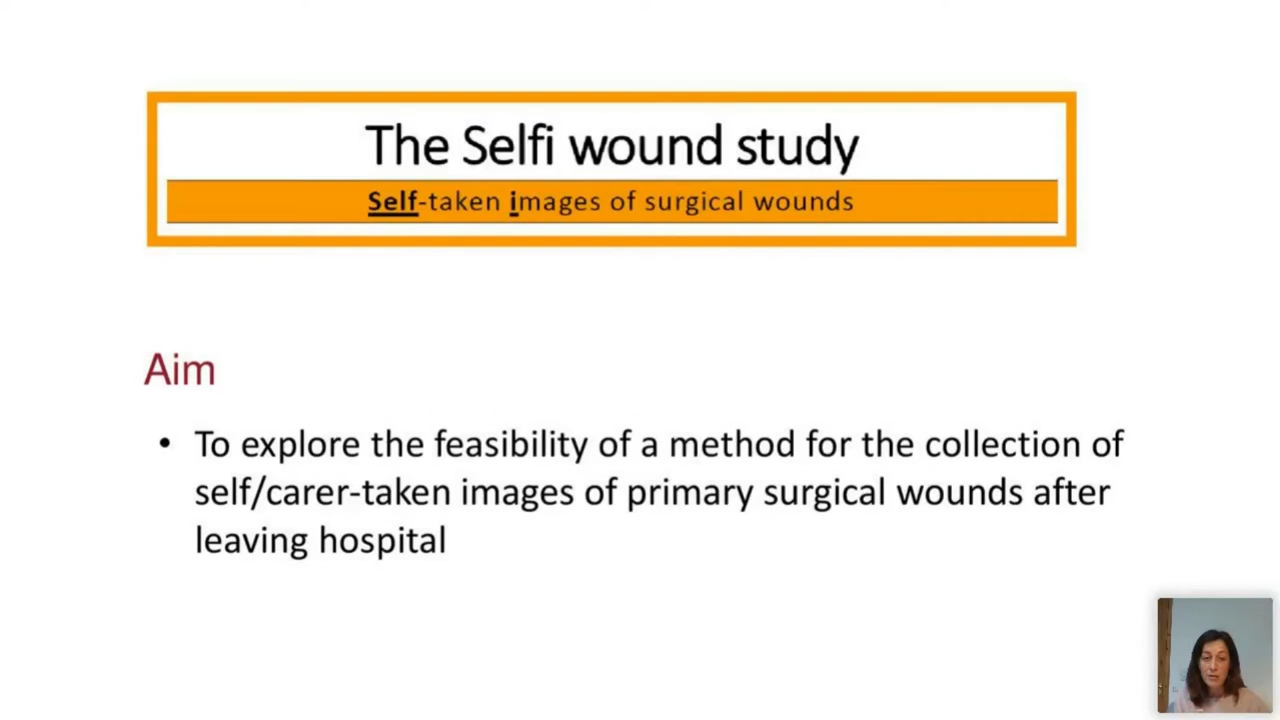 The Selfi wound study
Self-taken images of surgical wounds
Aim
• To explore the feasibility of a method for the collection of
self/carer-taken images of primary surgical wounds after
leaving hospital